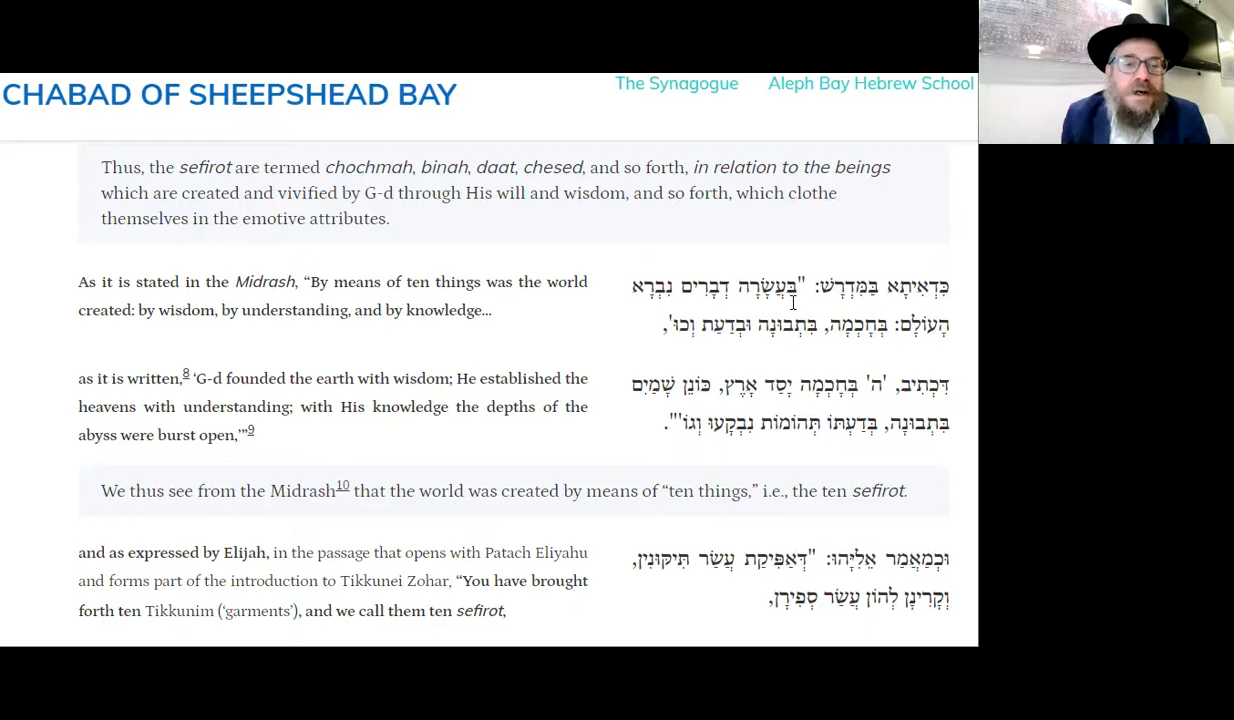 CHABAD OF SHEEPSHEAD BAY
The Synagogue Aleph Bay Hebrew School
Thus, the sefirot are termed chochmah, binah, daat, chesed, and so forth, in relation to the beings
which are created and vivified by G-d through His will and wisdom, and so forth, which clothe
themselves in the emotive attributes.
As it is stated in the Midrash, “By means of ten things was the world
created: by wisdom, by understanding, and by knowledge...
כִּדְאִיתָא בַּמִּדְרָשׁ: "בַּעֲשָׂרָה דְבָרִים נִבְרָא
הָעוֹלָם: בְּחָכְמָה, בִּתְבוּנָה וּבְדַעַת וְכוּ',
as it is written,8 ‘G-d founded the earth with wisdom; He established the
heavens with understanding; with His knowledge the depths of the
abyss were burst open,’”9
דִּכְתִיב, 'ה' בְּחָכְמָה יָסַד אָרֶץ, כּוֹנֵן שָׁמַיִם
בִּתְבוּנָה, בְּדַעְתּוֹ תְּהוֹמוֹת נִבְקָעוּ וְגוֹ'".
We thus see from the Midrash10 that the world was created by means of “ten things,” i.e., the ten sefirot.
and as expressed by Elijah, in the passage that opens with Patach Eliyahu
and forms part of the introduction to Tikkunei Zohar, “You have brought
forth ten Tikkunim (‘garments’), and we call them ten sefirot,
וּכְמַאֲמַר אֵלִיָּהוּ: "דְּאַפִּיקַת עֲשַׂר תִּיקּוּנִין,
וְקָרִינָן לְהוֹן עֲשַׂר סְפִירָן,